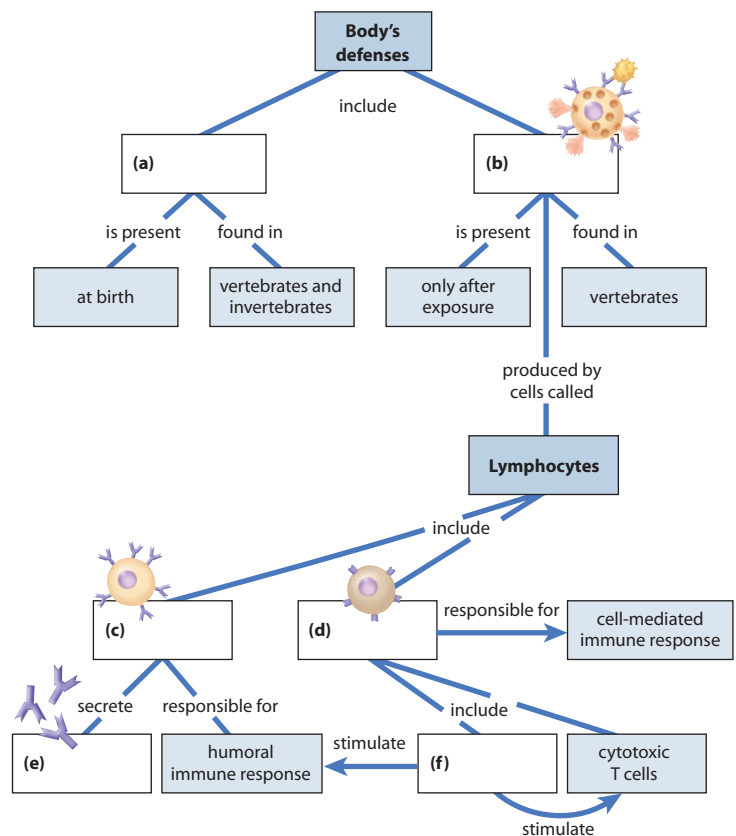 Body's
defenses
include
(a)
(b)
is present
found in
is present
found in
at birth
vertebrates and
invertebrates
only after
exposure
vertebrates
produced by
cells called
Lymphocytes
include
(c)
(d)
responsible for
cell-mediated
immune response
secrete
responsible for
include
(e)
humoral
immune response
stimulate
(f)
cytotoxic
T cells
stimulate